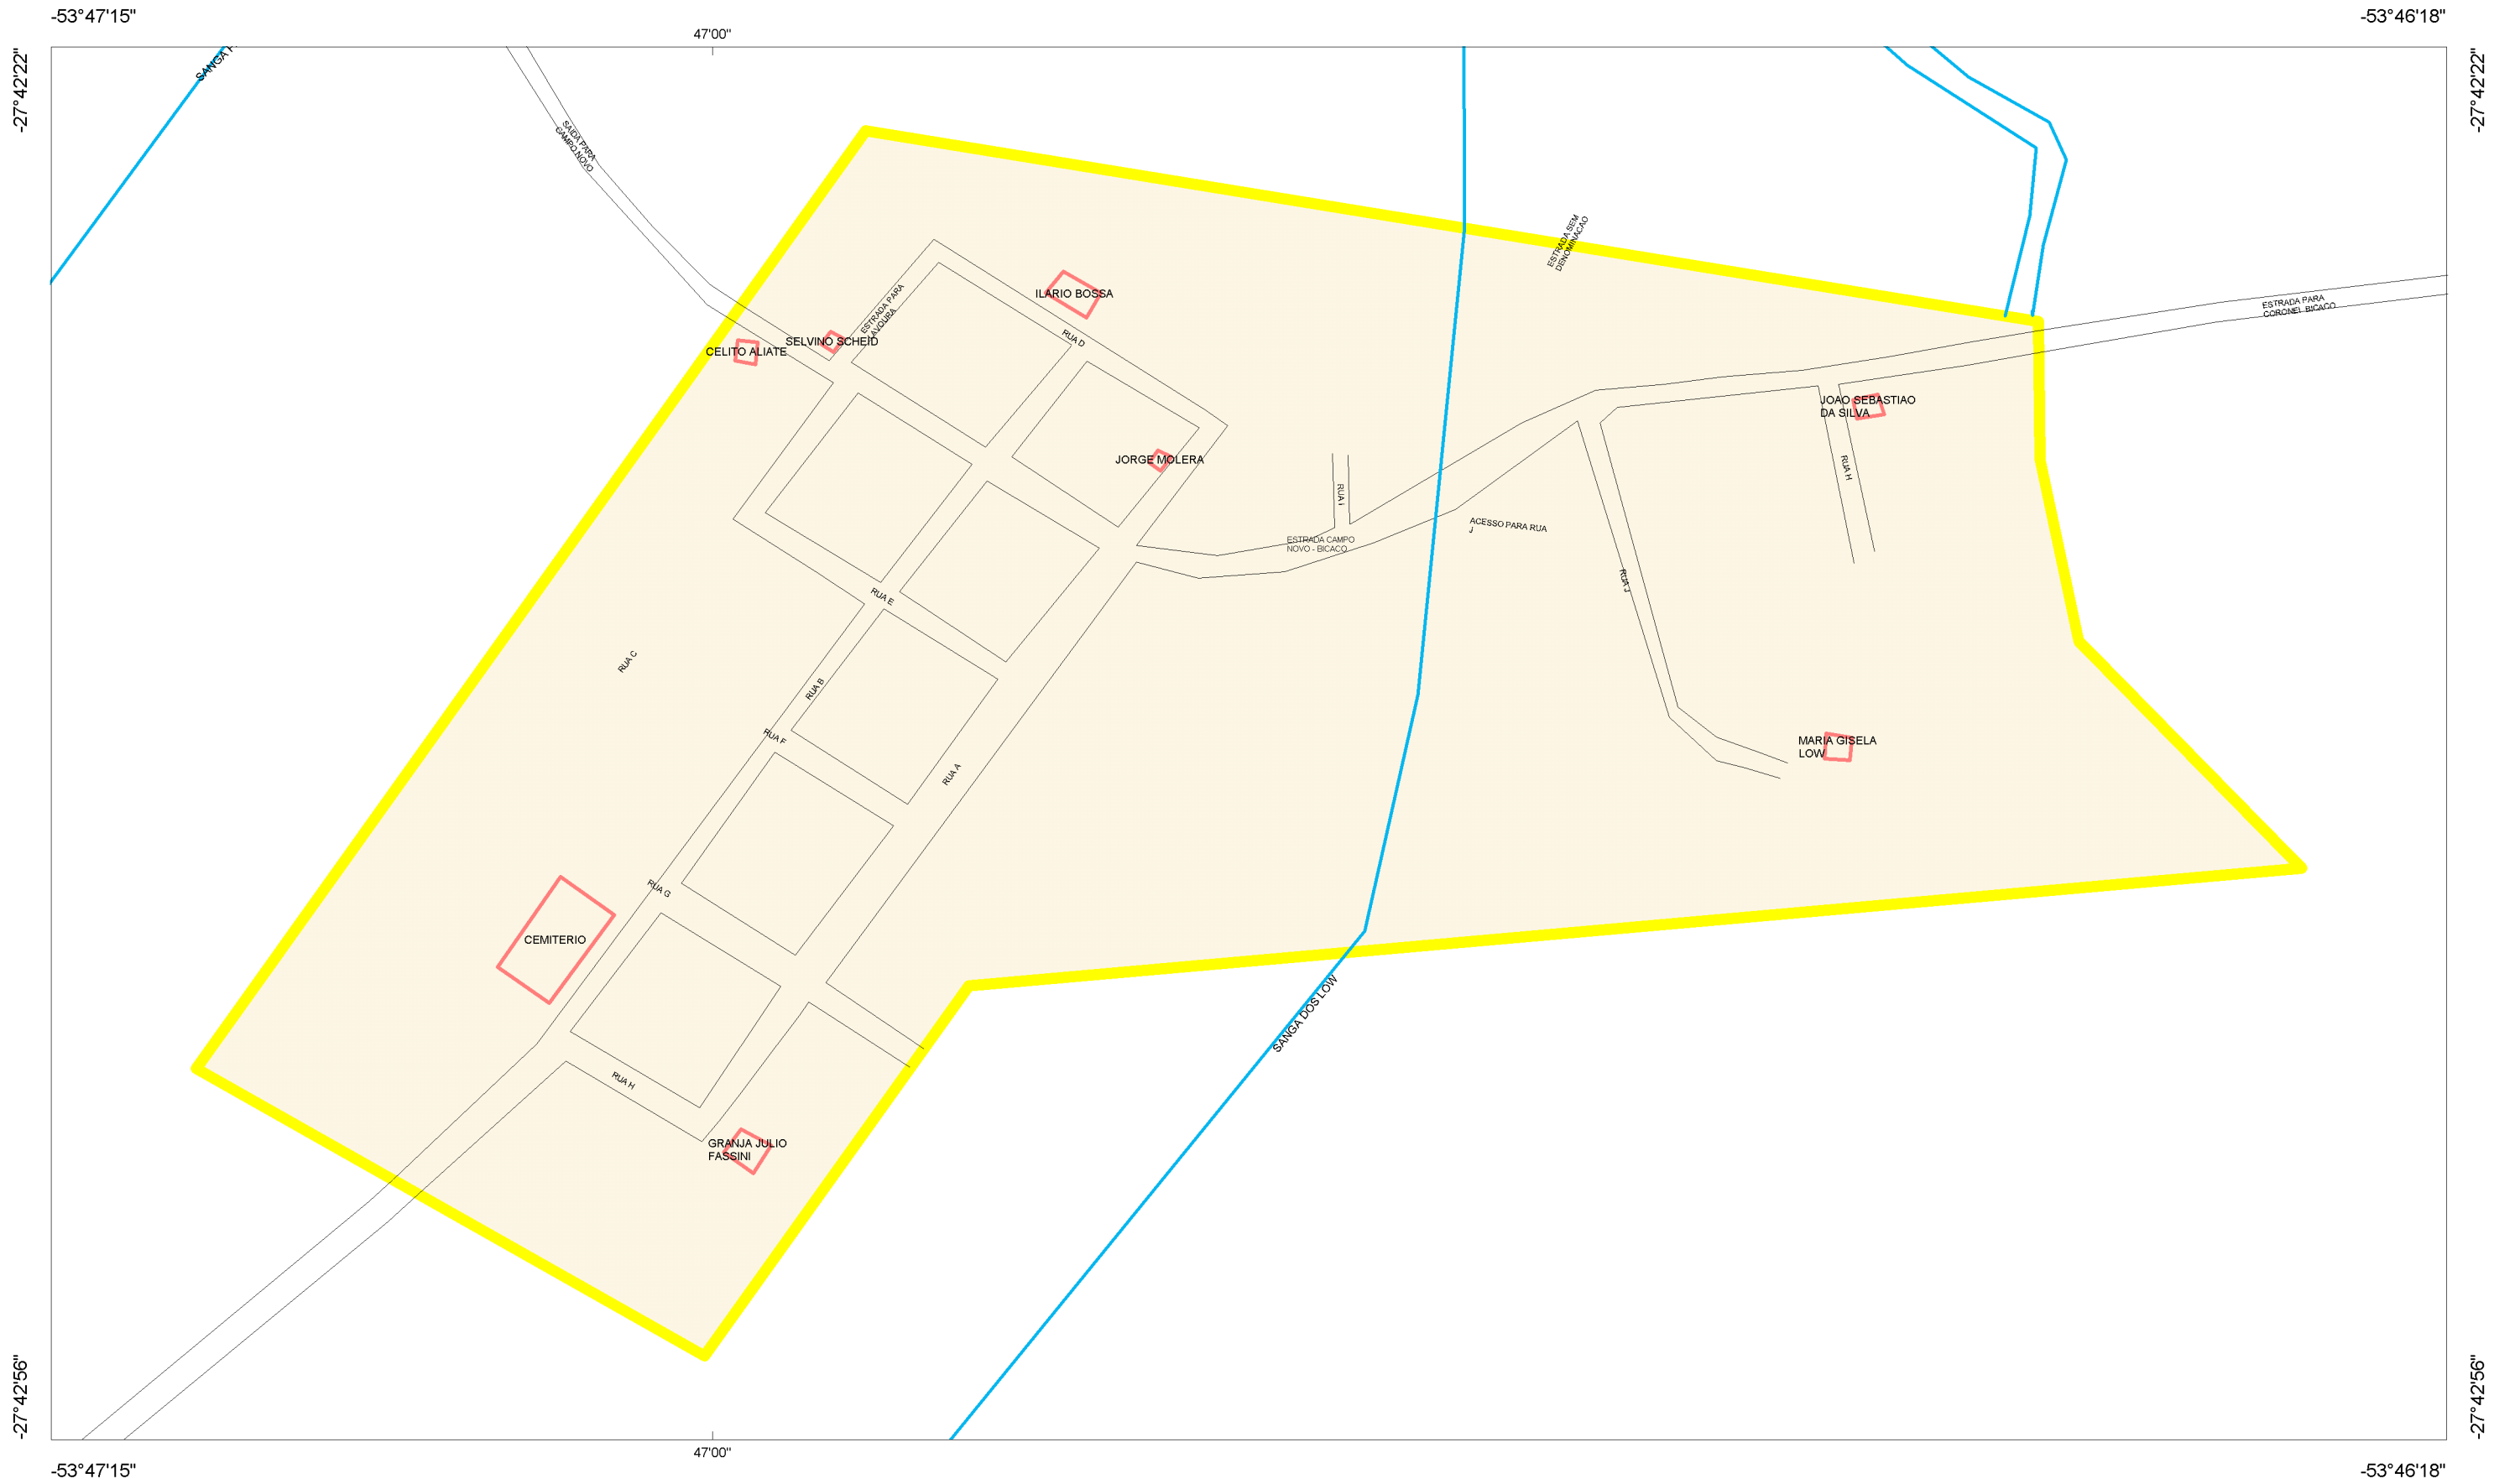 -53°47'15"
-53°46'18"
47'00"
-27°42'22"
-27°42'22"
SANGA
SAIDA PARA
CAMPO NOVO
ESTRADA SEM
DENOMINACAO
ESTRADA PARA
LAVOURA
ILARIO BOSSA
ESTRADA PARA
CORONEL BICACO
RUA D
SELVINO SCHEID
CELITO ALIATE
JOAO SEBASTIAO
DA SILVA
JORGE MOLERA
RUA H
RUA I
ACESSO PARA RUA
J
ESTRADA CAMPO
NOVO - BICACO
RUA J
RUA E
RUA C
RUA B
RUA F
MARIA GISELA
LOW
RUA A
RUA G
CEMITERIO
SANGA DOS LOW
RUA H
GRANJA JULIO
FASSINI
-27°42'56"
-27°42'56"
47'00"
-53°47'15"
-53°46'18"